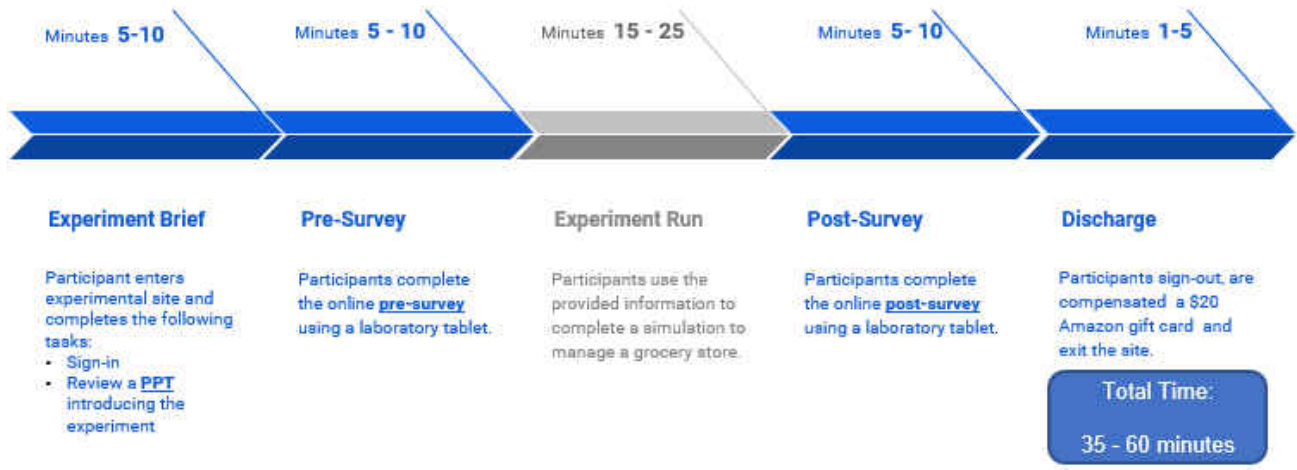 Minutes 5-10
Minutes 5 - 10
Minutes 15 - 25
Minutes 5- 10
Minutes 1-5
Experiment Brief
Participant enters
experimental site and
completes the following
tasks:
• Sign-in
• Review a PPT
introducing the
experiment
Pre-Survey
Participants complete
the online pre-survey
using a laboratory tablet.
Experiment Run
Participants use the
provided information to
complete a simulation to
manage a grocery store.
Post-Survey
Participants complete
the online post-survey
using a laboratory tablet.
Discharge
Participants sign-out, are
compensated a $20
Amazon gift card and
exit the site.
Total Time:
35 - 60 minutes